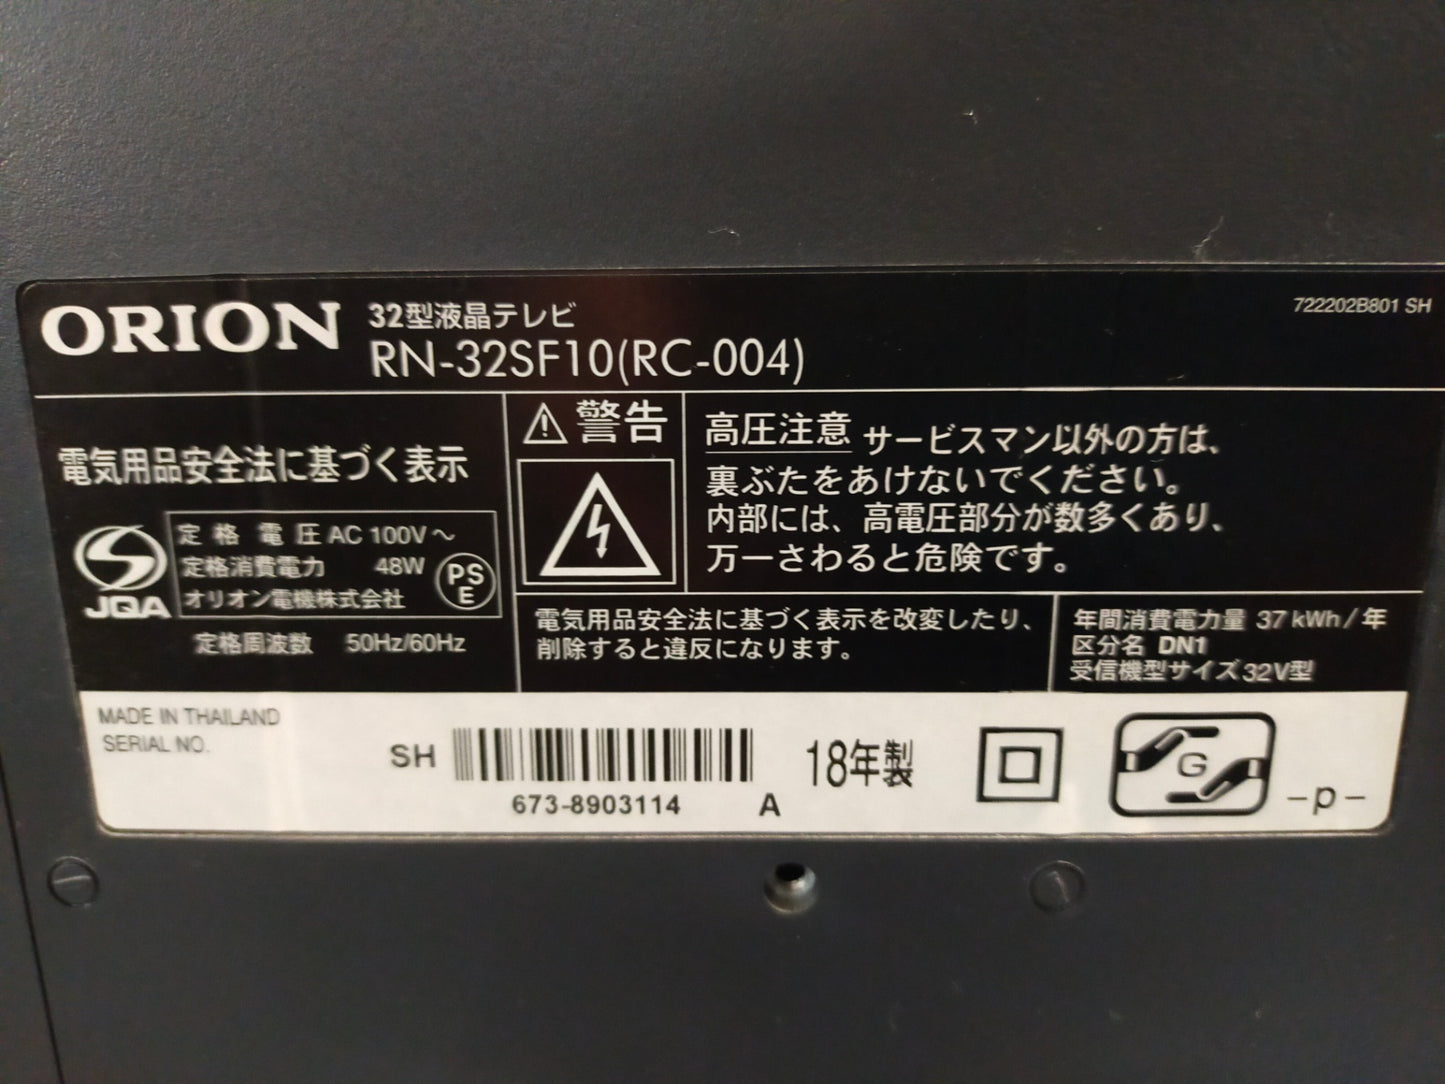 ORION
32型液晶テレビ
RN-32SF10(RC-004)
722202B801 SH
電気用品安全法に基づく表示
JQA
定格電圧 AC 100V～
定格消費電力 48W
オリオン電機株式会社
PS
E
定格周波数 50Hz/60Hz
警告
高圧注意 サービスマン以外の方は、
裏ぶたをあけないでください。
内部には、高電圧部分が数多くあり、
万一さわると危険です。
電気用品安全法に基づく表示を改変したり、
削除すると違反になります。
年間消費電力量 37 kWh/年
区分名 DN1
受信機型サイズ 32V型
MADE IN THAILAND
SERIAL NO.
SH
673-8903114 A
18年製
G
-p-